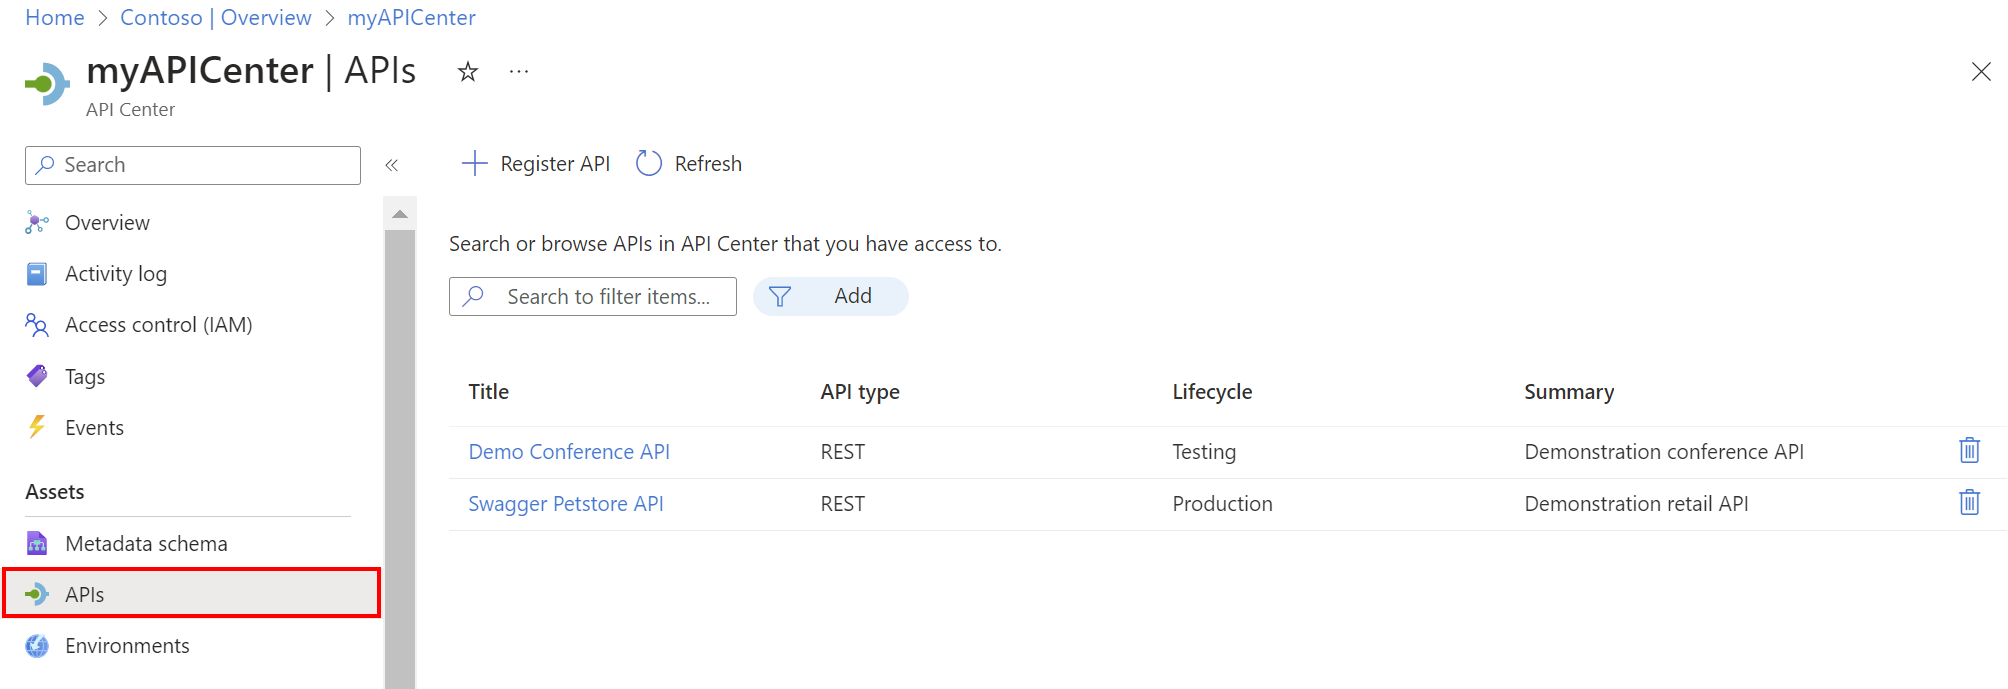 Home > Contoso | Overview > myAPICenter
myAPICenter | APIs
API Center
Search
Overview
Activity log
Access control (IAM)
Tags
Events
Assets
Metadata schema
APIs
Environments
Register API Refresh
Search or browse APIs in API Center that you have access to.
Search to filter items... Add
Title API type Lifecycle Summary
Demo Conference API REST Testing Demonstration conference API
Swagger Petstore API REST Production Demonstration retail API